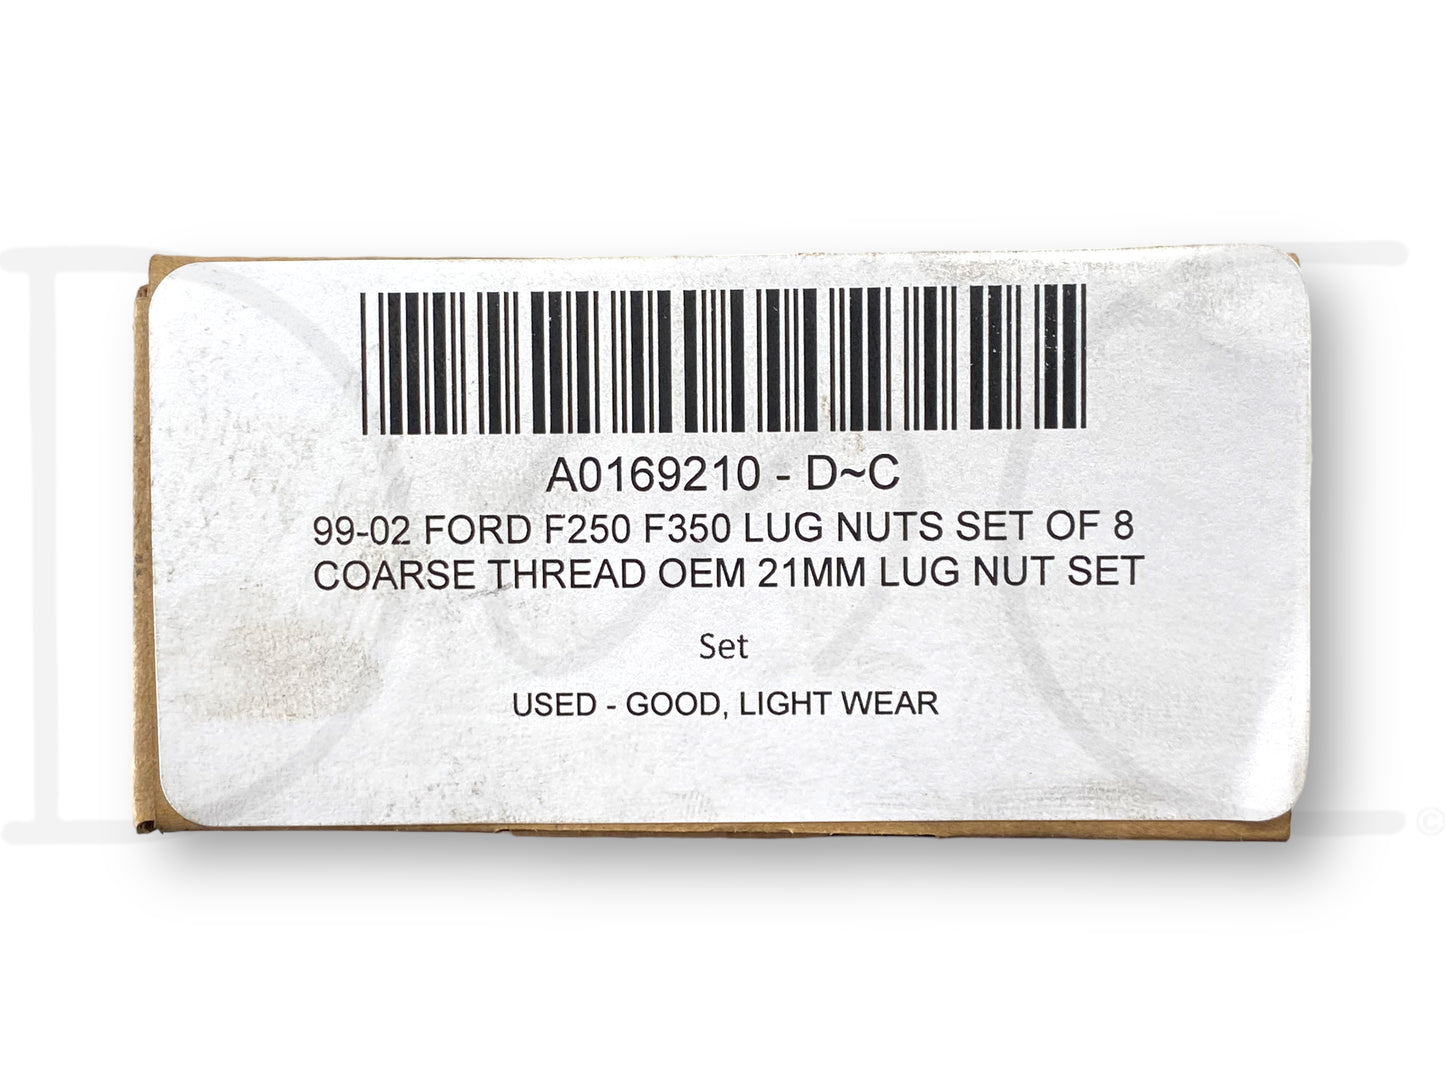 A0169210 - D~C
99-02 FORD F250 F350 LUG NUTS SET OF 8
COARSE THREAD OEM 21MM LUG NUT SET
Set
USED - GOOD, LIGHT WEAR
©